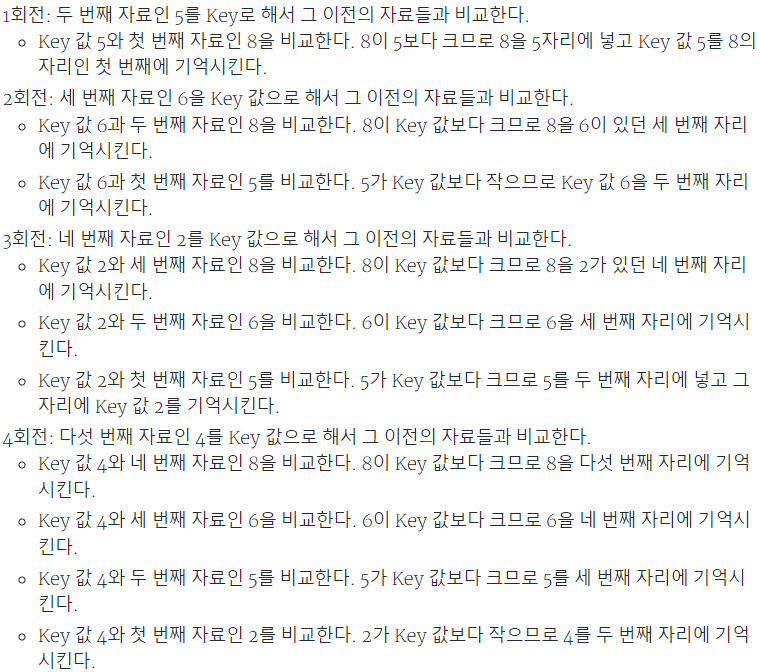 1회전: 두 번째 자료인 5를 Key로 해서 그 이전의 자료들과 비교한다.
◦ Key 값 5와 첫 번째 자료인 8을 비교한다. 8이 5보다 크므로 8을 5자리에 넣고 Key 값 5를 8의
자리인 첫 번째에 기억시킨다.
2회전: 세 번째 자료인 6을 Key 값으로 해서 그 이전의 자료들과 비교한다.
◦ Key 값 6과 두 번째 자료인 8을 비교한다. 8이 Key 값보다 크므로 8을 6이 있던 세 번째 자리
에 기억시킨다.
◦ Key 값 6과 첫 번째 자료인 5를 비교한다. 5가 Key 값보다 작으므로 Key 값 6을 두 번째 자리
에 기억시킨다.
3회전: 네 번째 자료인 2를 Key 값으로 해서 그 이전의 자료들과 비교한다.
◦ Key 값 2와 세 번째 자료인 8을 비교한다. 8이 Key 값보다 크므로 8을 2가 있던 네 번째 자리
에 기억시킨다.
◦ Key 값 2와 두 번째 자료인 6을 비교한다. 6이 Key 값보다 크므로 6을 세 번째 자리에 기억시
킨다.
◦ Key 값 2와 첫 번째 자료인 5를 비교한다. 5가 Key 값보다 크므로 5를 두 번째 자리에 넣고 그
자리에 Key 값 2를 기억시킨다.
4회전: 다섯 번째 자료인 4를 Key 값으로 해서 그 이전의 자료들과 비교한다.
◦ Key 값 4와 네 번째 자료인 8을 비교한다. 8이 Key 값보다 크므로 8을 다섯 번째 자리에 기억
시킨다.
◦ Key 값 4와 세 번째 자료인 6을 비교한다. 6이 Key 값보다 크므로 6을 네 번째 자리에 기억시
킨다.
◦ Key 값 4와 두 번째 자료인 5를 비교한다. 5가 Key 값보다 크므로 5를 세 번째 자리에 기억시
킨다.
◦ Key 값 4와 첫 번째 자료인 2를 비교한다. 2가 Key 값보다 작으므로 4를 두 번째 자리에 기억
시킨다.